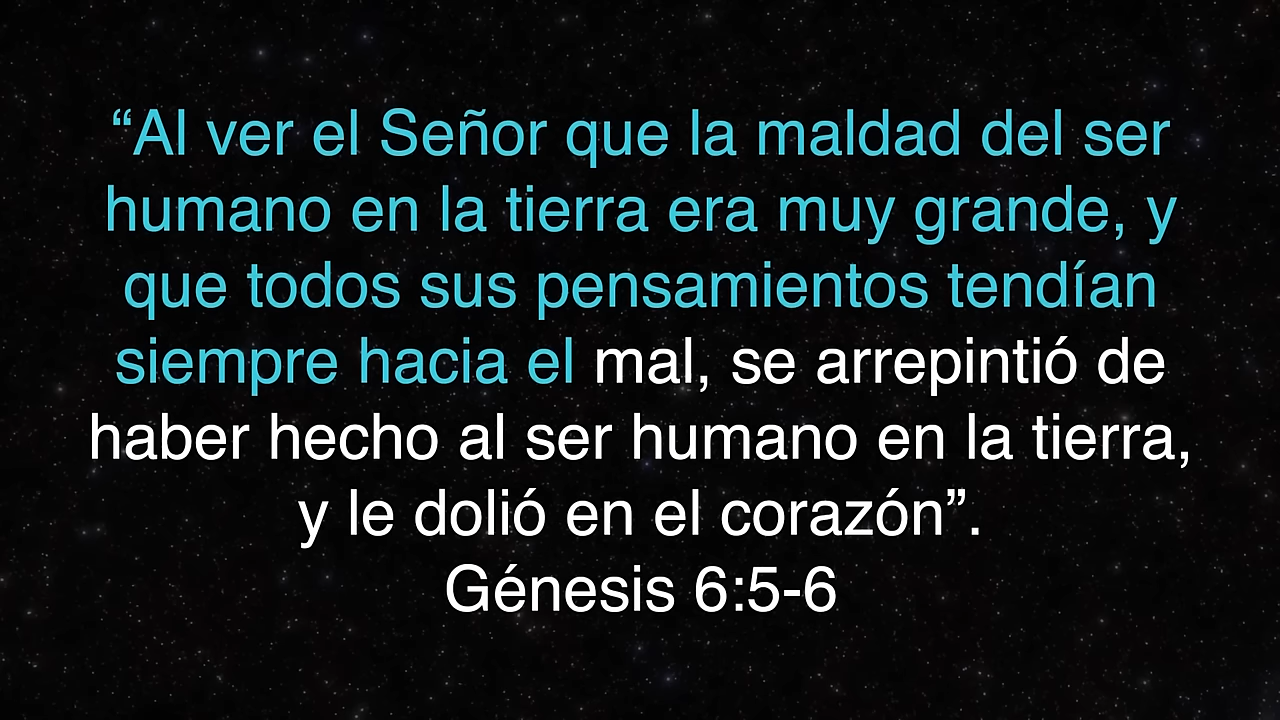 “Al ver el Señor que la maldad del ser
humano en la tierra era muy grande, y
que todos sus pensamientos tendían
siempre hacia el mal, se arrepintió de
haber hecho al ser humano en la tierra,
y le dolió en el corazón”.
Génesis 6:5-6